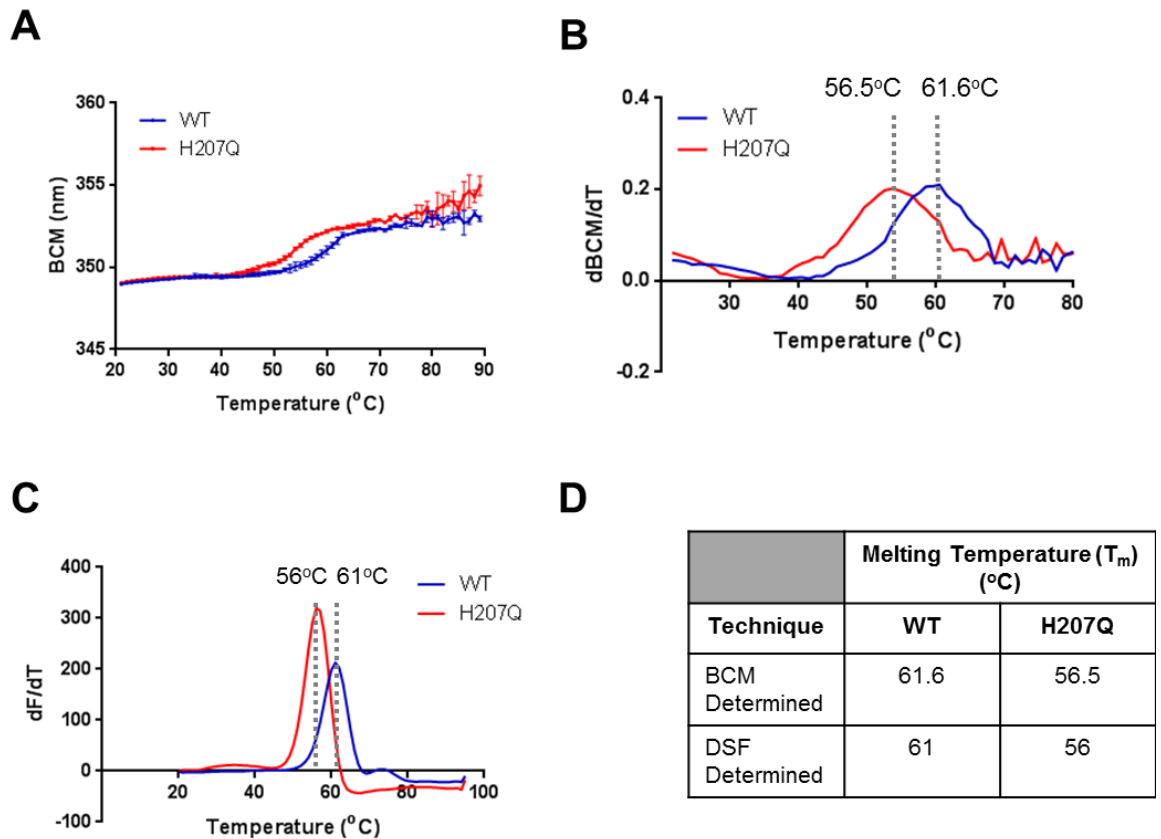 A
360
355
350
345
BCM (nm)
WT
H207Q
20 30 40 50 60 70 80 90
Temperature (°C)
B
56.5°C 61.6°C
0.4
0.2
0.0
-0.2
dBCM/dT
WT
H207Q
30 40 50 60 70 80
Temperature (°C)
C
400
300
200
100
0
-100
dF/dT
56°C 61°C
WT
H207Q
20 40 60 80 100
Temperature (°C)
D
Melting Temperature (Tm)
(°C)
Technique WT H207Q
BCM
Determined 61.6 56.5
DSF
Determined 61 56